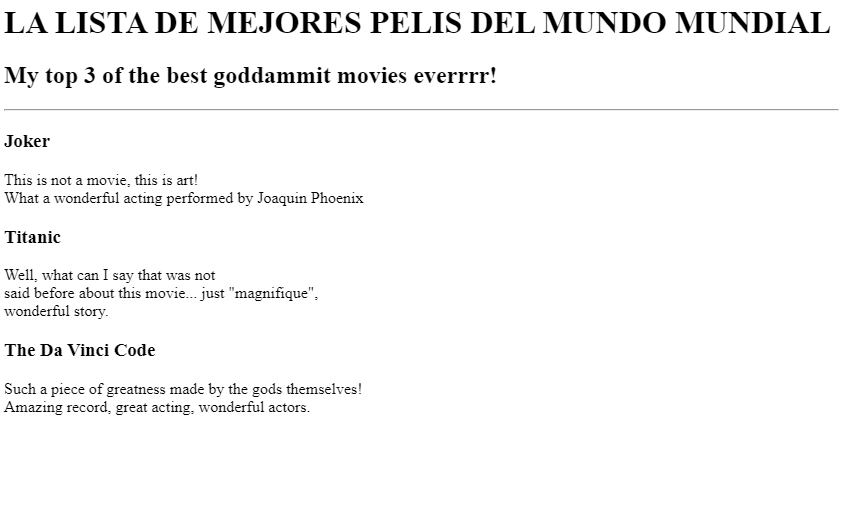 LA LISTA DE MEJORES PELIS DEL MUNDO MUNDIAL
My top 3 of the best goddammit movies everrrr!
Joker
This is not a movie, this is art!
What a wonderful acting performed by Joaquin Phoenix
Titanic
Well, what can I say that was not
said before about this movie... just "magnifique",
wonderful story.
The Da Vinci Code
Such a piece of greatness made by the gods themselves!
Amazing record, great acting, wonderful actors.